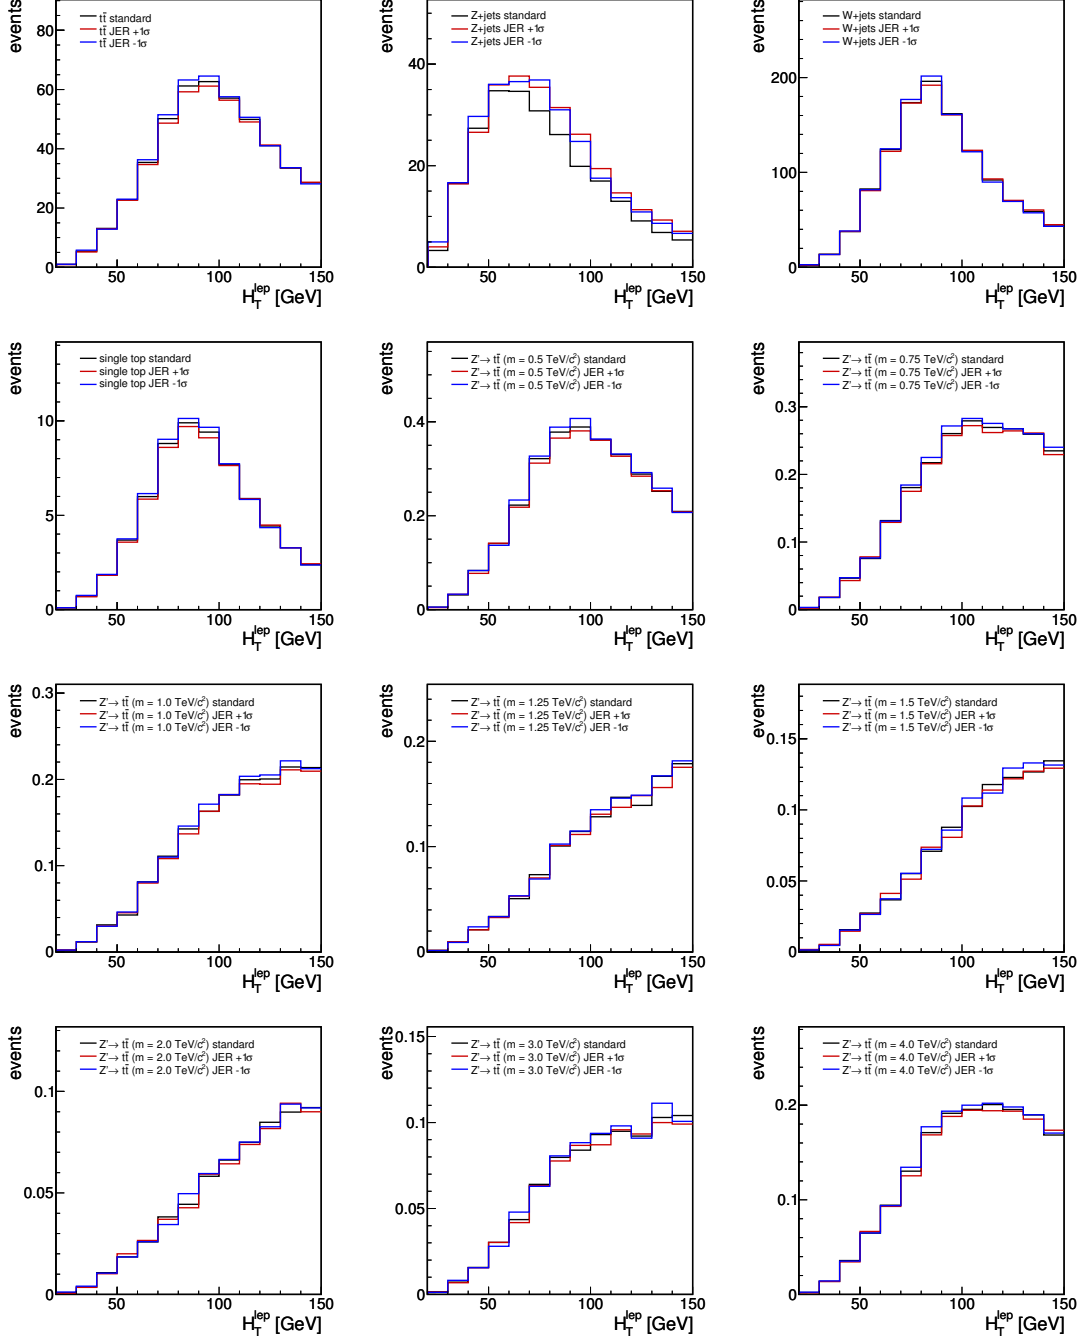 events
80
60
40
20
0
tt̄ standard
tt̄ JER +1σ
tt̄ JER -1σ
50 100 150
H_T^lep [GeV]
events
40
20
0
Z+jets standard
Z+jets JER +1σ
Z+jets JER -1σ
50 100 150
H_T^lep [GeV]
events
200
100
0
W+jets standard
W+jets JER +1σ
W+jets JER -1σ
50 100 150
H_T^lep [GeV]
events
10
5
0
single top standard
single top JER +1σ
single top JER -1σ
50 100 150
H_T^lep [GeV]
events
0.4
0.2
0
Z'→ tt̄ (m = 0.5 TeV/c²) standard
Z'→ tt̄ (m = 0.5 TeV/c²) JER +1σ
Z'→ tt̄ (m = 0.5 TeV/c²) JER -1σ
50 100 150
H_T^lep [GeV]
events
0.3
0.2
0.1
0
Z'→ tt̄ (m = 0.75 TeV/c²) standard
Z'→ tt̄ (m = 0.75 TeV/c²) JER +1σ
Z'→ tt̄ (m = 0.75 TeV/c²) JER -1σ
50 100 150
H_T^lep [GeV]
events
0.3
0.2
0.1
0
Z'→ tt̄ (m = 1.0 TeV/c²) standard
Z'→ tt̄ (m = 1.0 TeV/c²) JER +1σ
Z'→ tt̄ (m = 1.0 TeV/c²) JER -1σ
50 100 150
H_T^lep [GeV]
events
0.2
0.1
0
Z'→ tt̄ (m = 1.25 TeV/c²) standard
Z'→ tt̄ (m = 1.25 TeV/c²) JER +1σ
Z'→ tt̄ (m = 1.25 TeV/c²) JER -1σ
50 100 150
H_T^lep [GeV]
events
0.15
0.1
0.05
0
Z'→ tt̄ (m = 1.5 TeV/c²) standard
Z'→ tt̄ (m = 1.5 TeV/c²) JER +1σ
Z'→ tt̄ (m = 1.5 TeV/c²) JER -1σ
50 100 150
H_T^lep [GeV]
events
0.1
0.05
0
Z'→ tt̄ (m = 2.0 TeV/c²) standard
Z'→ tt̄ (m = 2.0 TeV/c²) JER +1σ
Z'→ tt̄ (m = 2.0 TeV/c²) JER -1σ
50 100 150
H_T^lep [GeV]
events
0.15
0.1
0.05
0
Z'→ tt̄ (m = 3.0 TeV/c²) standard
Z'→ tt̄ (m = 3.0 TeV/c²) JER +1σ
Z'→ tt̄ (m = 3.0 TeV/c²) JER -1σ
50 100 150
H_T^lep [GeV]
events
0.2
0.1
0
Z'→ tt̄ (m = 4.0 TeV/c²) standard
Z'→ tt̄ (m = 4.0 TeV/c²) JER +1σ
Z'→ tt̄ (m = 4.0 TeV/c²) JER -1σ
50 100 150
H_T^lep [GeV]